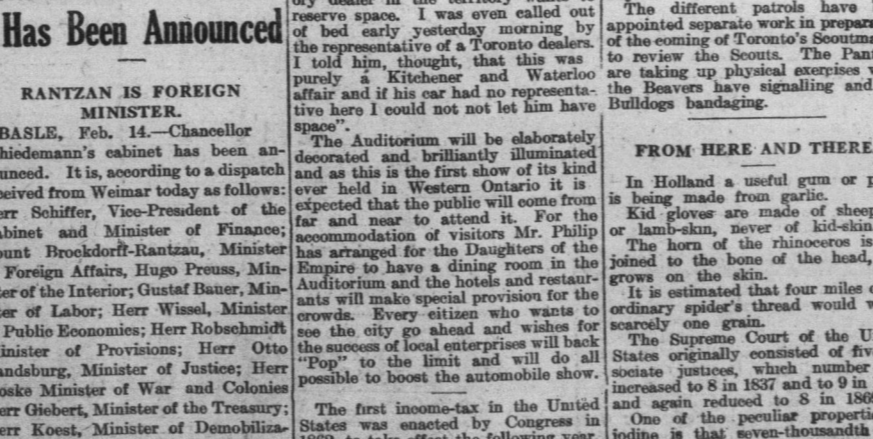 Has Been Announced
RANTZAN IS FOREIGN
MINISTER.
BASLE, Feb. 14.—Chancellor
hiedemann's cabinet has been an-
unced. It is, according to a dispatch
ceived from Weimar today as follows:
err Schiffer, Vice-President of the
abinet and Minister of Finance;
ount Brockdorff-Rantzau, Minister
Foreign Affairs, Hugo Preuss, Min-
ter of the Interior; Gustaf Bauer, Min-
er of Labor; Herr Wissel, Minister
Public Economics; Herr Robschmidt
inister of Provisions; Herr Otto
andsburg, Minister of Justice; Herr
oske Minister of War and Colonies
err Giebert, Minister of the Treasury;
err Koest, Minister of Demobiliza-
ory dealer in the territory wants to
reserve space. I was even called out
of bed early yesterday morning by
the representative of a Toronto dealers.
I told him, thought, that this was
purely a Kitchener and Waterloo
affair and if his car had no representa-
tive here I could not not let him have
space".
The Auditorium will be elaborately
decorated and brilliantly illuminated
and as this is the first show of its kind
ever held in Western Ontario it is
expected that the public will come from
far and near to attend it. For the
accommodation of visitors Mr. Philip
has arranged for the Daughters of the
Empire to have a dining room in the
Auditorium and the hotels and restaur-
ants will make special provision for the
crowds. Every citizen who wants to
see the city go ahead and wishes for
the success of local enterprises will back
"Pop" to the limit and will do all
possible to boost the automobile show.
The first income-tax in the United
States was enacted by Congress in
to take effect the following year
The different patrols have
appointed separate work in prepara
of the coming of Toronto's Scoutma
to review the Scouts. The Pan
are taking up physical exercises
the Beavers have signalling and
Bulldogs bandaging.
FROM HERE AND THERE
In Holland a useful gum or p
is being made from garlic.
Kid gloves are made of sheep
or lamb-skin, never of kid-skin
The horn of the rhinoceros is
joined to the bone of the head,
grows on the skin.
It is estimated that four miles o
ordinary spider's thread would w
scarcely one grain.
The Supreme Court of the U
States originally consisted of five
sociate justices, which number
increased to 8 in 1837 and to 9 in
and again reduced to 8 in 186
One of the peculiar properti
iodine is that seven-thousandth